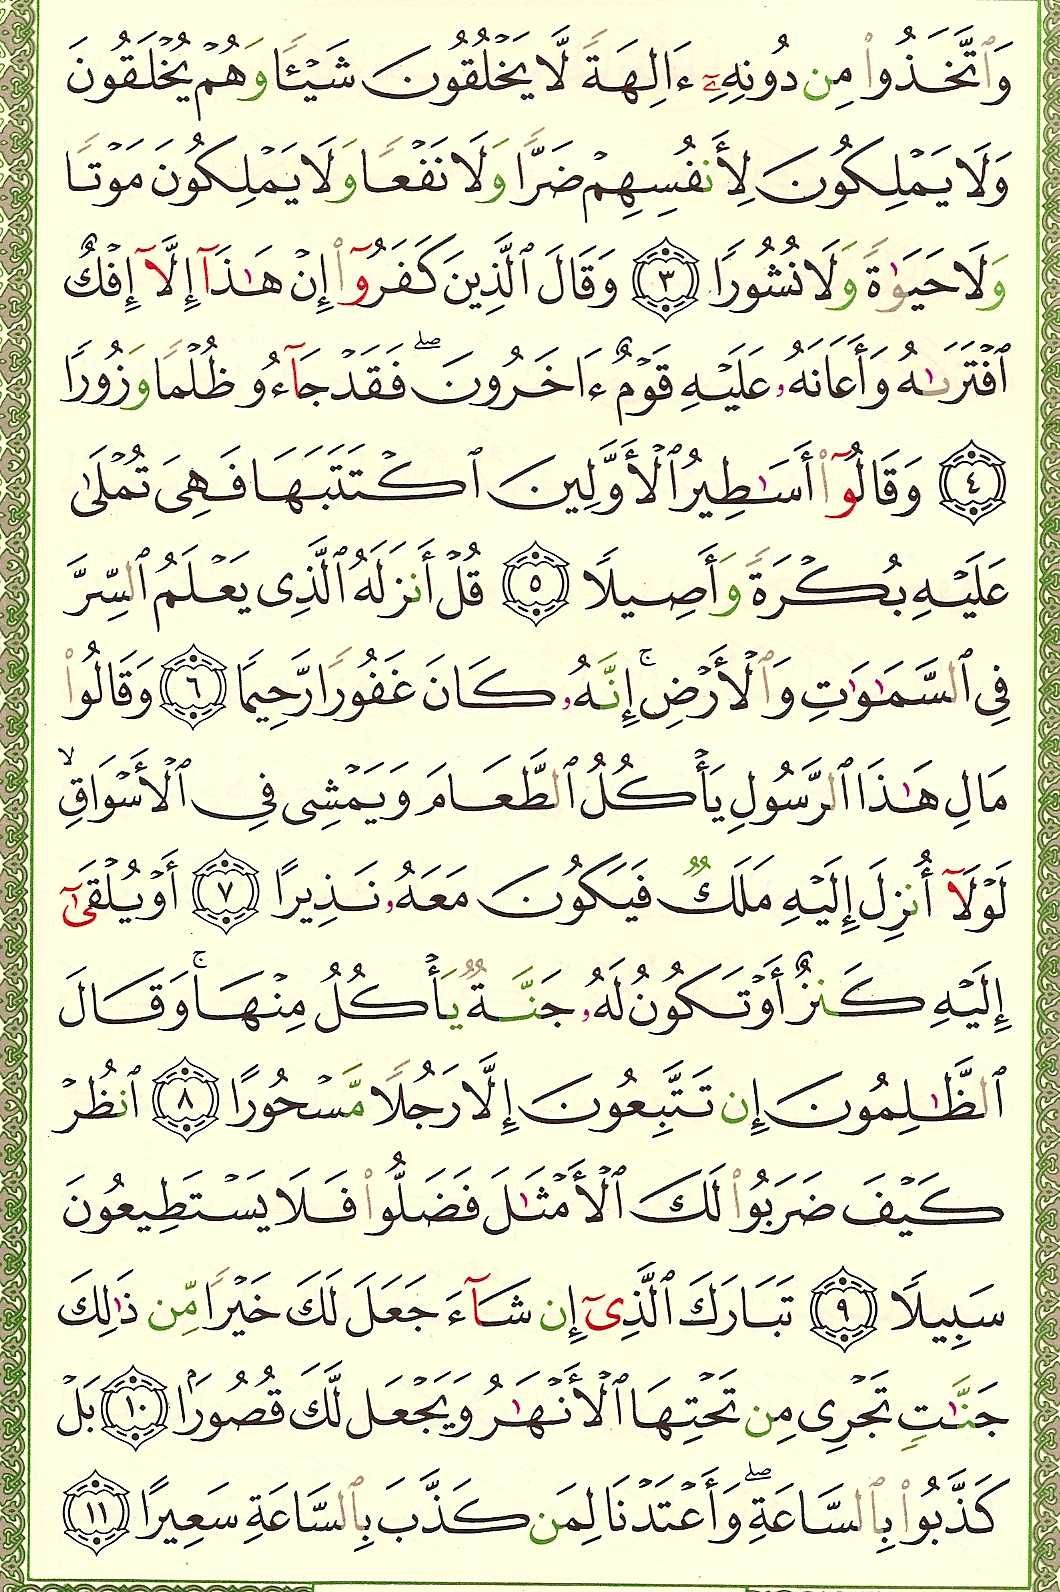 وَٱتَّخَذُوا۟ مِن دُونِهِۦٓ ءَالِهَةً لَّا يَخْلُقُونَ شَيْـًٔا وَهُمْ يُخْلَقُونَ
وَلَا يَمْلِكُونَ لِأَنفُسِهِمْ ضَرًّا وَلَا نَفْعًا وَلَا يَمْلِكُونَ مَوْتًا
وَلَا حَيَوٰةً وَلَا نُشُورًا ٣ وَقَالَ ٱلَّذِينَ كَفَرُوٓا۟ إِنْ هَٰذَآ إِلَّآ إِفْكٌ
ٱفْتَرَىٰهُ وَأَعَانَهُۥ عَلَيْهِ قَوْمٌ ءَاخَرُونَ ۖ فَقَدْ جَآءُو ظُلْمًا وَزُورًا
٤ وَقَالُوٓا۟ أَسَٰطِيرُ ٱلْأَوَّلِينَ ٱكْتَتَبَهَا فَهِىَ تُمْلَىٰ
عَلَيْهِ بُكْرَةً وَأَصِيلًا ٥ قُلْ أَنزَلَهُ ٱلَّذِى يَعْلَمُ ٱلسِّرَّ
فِى ٱلسَّمَٰوَٰتِ وَٱلْأَرْضِ ۚ إِنَّهُۥ كَانَ غَفُورًا رَّحِيمًا ٦ وَقَالُوا۟
مَالِ هَٰذَا ٱلرَّسُولِ يَأْكُلُ ٱلطَّعَامَ وَيَمْشِى فِى ٱلْأَسْوَاقِ ۙ
لَوْلَآ أُنزِلَ إِلَيْهِ مَلَكٌ فَيَكُونَ مَعَهُۥ نَذِيرًا ٧ أَوْ يُلْقَىٰٓ
إِلَيْهِ كَنزٌ أَوْ تَكُونُ لَهُۥ جَنَّةٌ يَأْكُلُ مِنْهَا ۚ وَقَالَ
ٱلظَّٰلِمُونَ إِن تَتَّبِعُونَ إِلَّا رَجُلًا مَّسْحُورًا ٨ ٱنظُرْ
كَيْفَ ضَرَبُوا۟ لَكَ ٱلْأَمْثَٰلَ فَضَلُّوا۟ فَلَا يَسْتَطِيعُونَ
سَبِيلًا ٩ تَبَارَكَ ٱلَّذِىٓ إِن شَآءَ جَعَلَ لَكَ خَيْرًا مِّن ذَٰلِكَ
جَنَّٰتٍ تَجْرِى مِن تَحْتِهَا ٱلْأَنْهَٰرُ وَيَجْعَل لَّكَ قُصُورًۢا ١٠ بَلْ
كَذَّبُوا۟ بِٱلسَّاعَةِ ۖ وَأَعْتَدْنَا لِمَن كَذَّبَ بِٱلسَّاعَةِ سَعِيرًا ١١